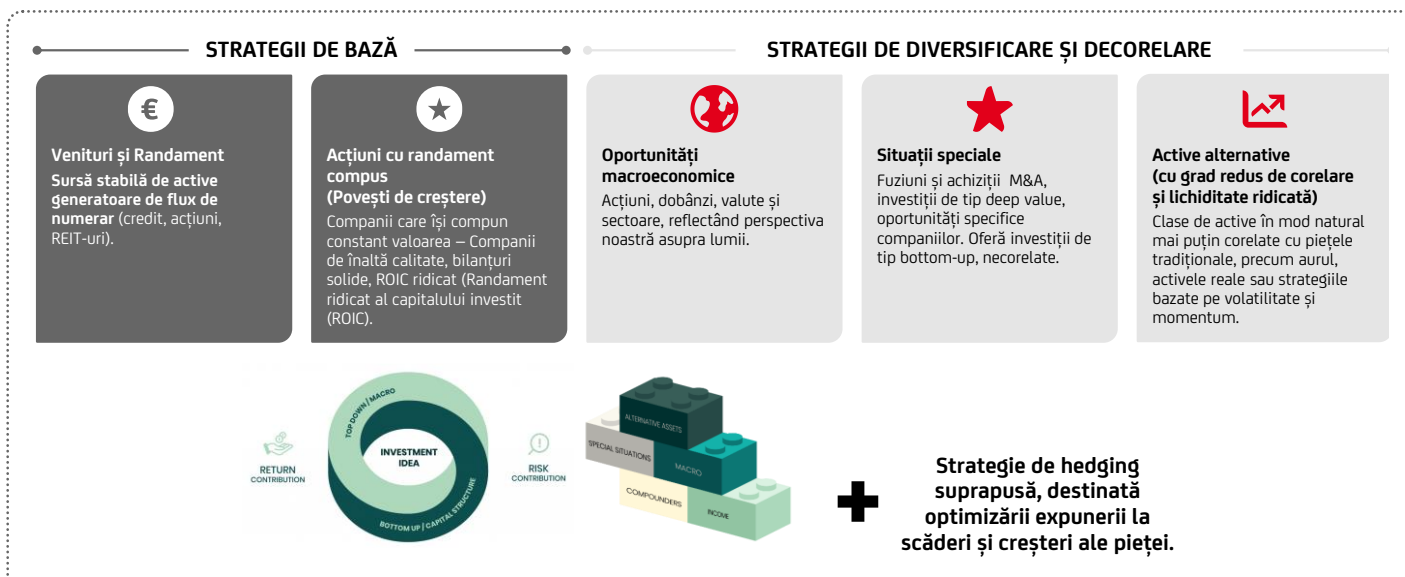 STRATEGII DE BAZĂ
STRATEGII DE DIVERSIFICARE ȘI DECORELARE
€
Venituri și Randament
Sursă stabilă de active
generatoare de flux de
numerar (credit, acțiuni,
REIT-uri).
Acțiuni cu randament
compus
(Povești de creștere)
Companii care își compun
constant valoarea – Companii
de înaltă calitate, bilanțuri
solide, ROIC ridicat (Randament
ridicat al capitalului investit
(ROIC).
Oportunități
macroeconomice
Acțiuni, dobânzi, valute și
sectoare, reflectând perspectiva
noastră asupra lumii.
Situații speciale
Fuziuni și achiziții  M&A,
investiții de tip deep value,
oportunități specifice
companiilor. Oferă investiții de
tip bottom-up, necorelate.
Active alternative
(cu grad redus de corelare
și lichiditate ridicată)
Clase de active în mod natural
mai puțin corelate cu piețele
tradiționale, precum aurul,
activele reale sau strategiile
bazate pe volatilitate și
momentum.
RETURN
CONTRIBUTION
TOP DOWN / MACRO
INVESTMENT
IDEA
BOTTOM UP / CAPITAL STRUCTURE
RISK
CONTRIBUTION
ALTERNATIVE ASSETS
SPECIAL SITUATIONS
MACRO
COMPOUNDERS
INCOME
Strategie de hedging
suprapusă, destinată
optimizării expunerii la
scăderi și creșteri ale pieței.